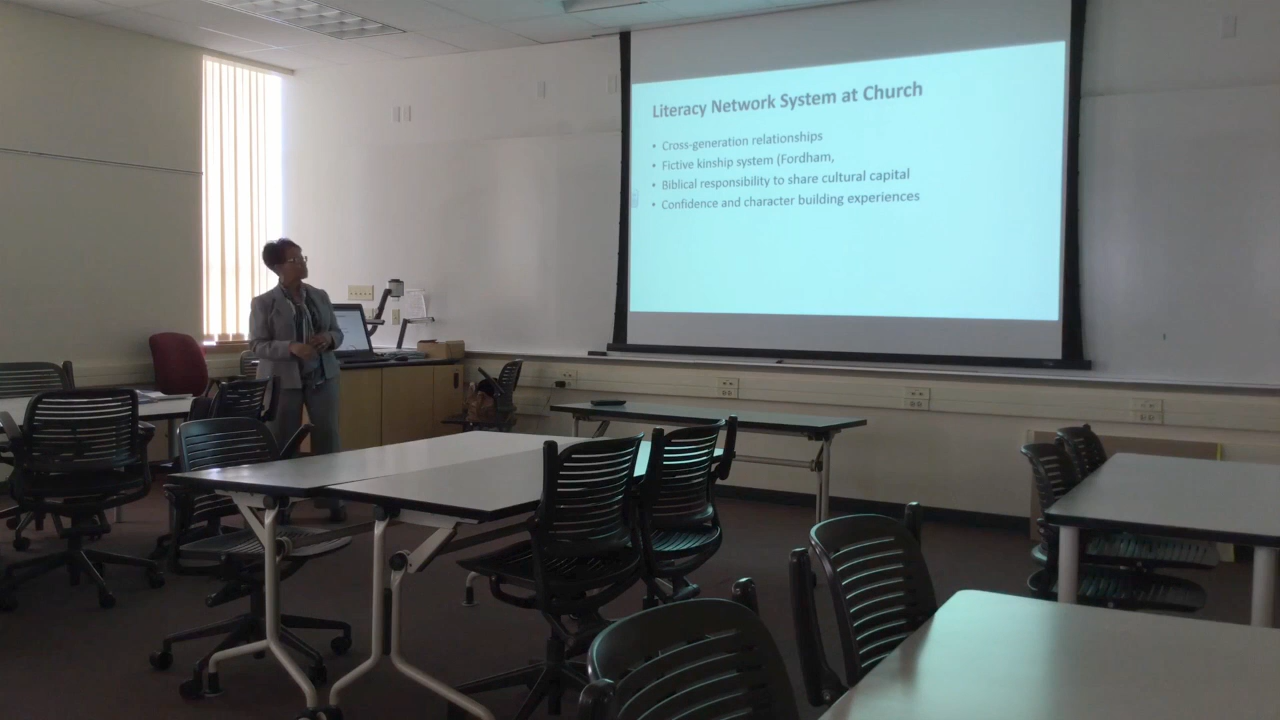 Literacy Network System at Church
• Cross-generation relationships
• Fictive kinship system (Fordham,
• Biblical responsibility to share cultural capital
• Confidence and character building experiences